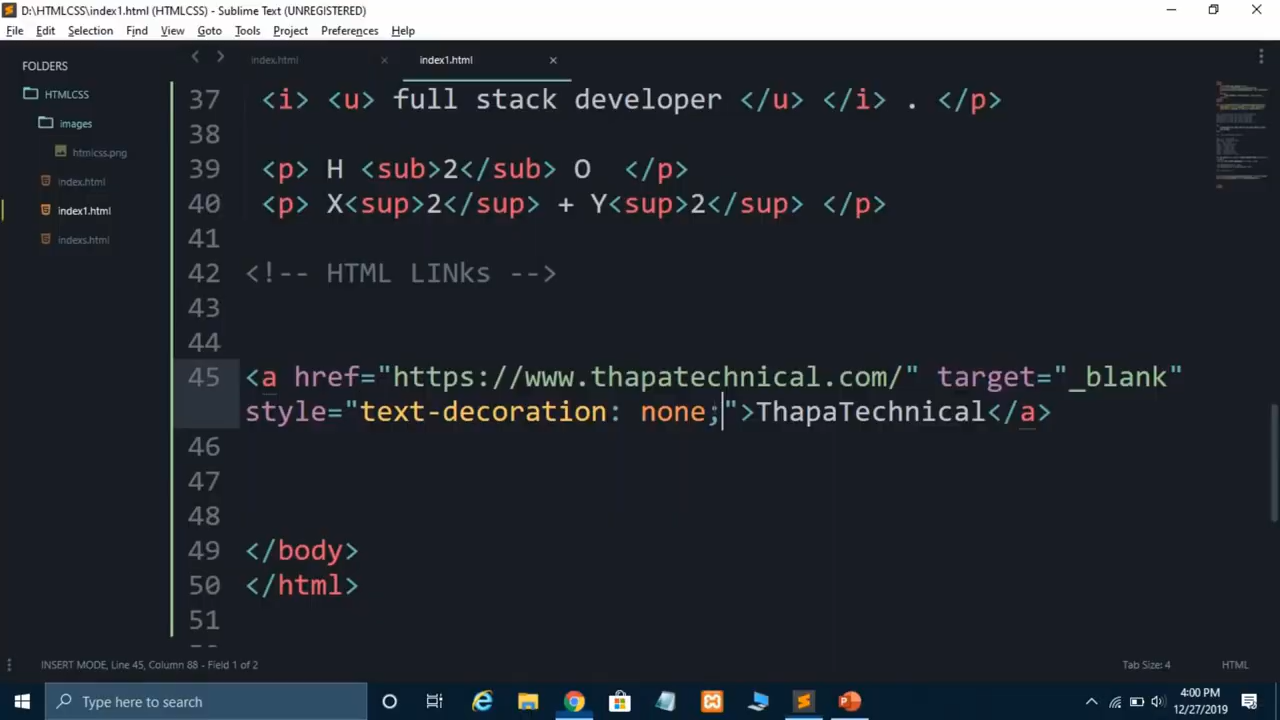 D:\HTMLCSS\index1.html (HTMLCSS) - Sublime Text (UNREGISTERED)
File Edit Selection Find View Goto Tools Project Preferences Help
FOLDERS
HTMLCSS
images
htmlcss.png
index.html
index1.html
indexs.html
index.html
index1.html
37 <i> <u> full stack developer </u> </i> . </p>
38
39 <p> H <sub>2</sub> O </p>
40 <p> X<sup>2</sup> + Y<sup>2</sup> </p>
41
42 <!-- HTML LINks -->
43
44
45 <a href="https://www.thapatechnical.com/" target="_blank"
style="text-decoration: none;">ThapaTechnical</a>
46
47
48
49 </body>
50 </html>
51
INSERT MODE, Line 45, Column 88 - Field 1 of 2
Tab Size: 4
HTML
Type here to search
4:00 PM
12/27/2019